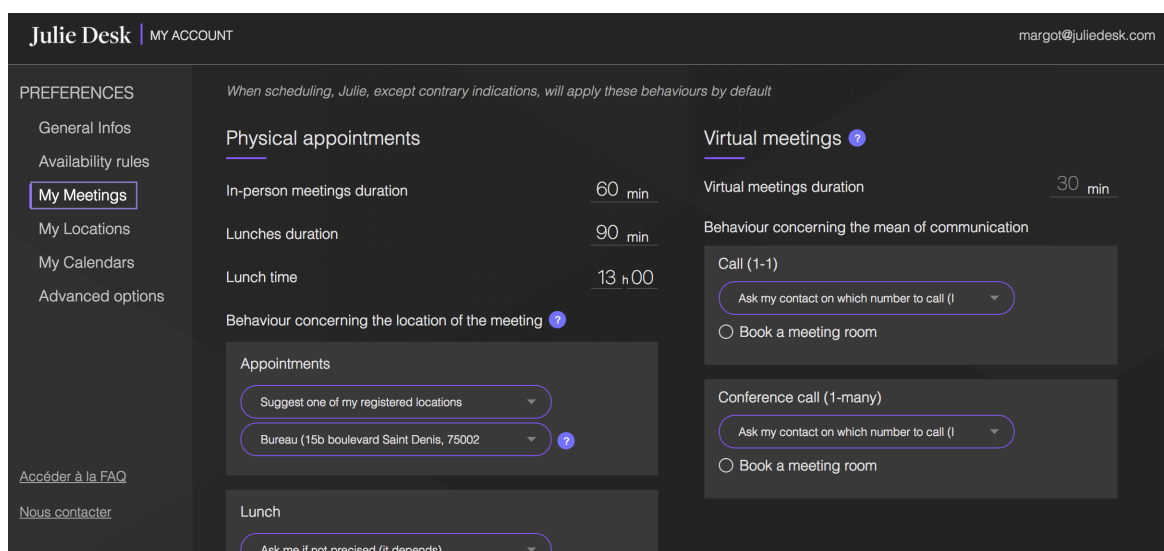 Julie Desk | MY ACCOUNT
margot@juliedesk.com
PREFERENCES
General Infos
Availability rules
My Meetings
My Locations
My Calendars
Advanced options
Accéder à la FAQ
Nous contacter
When scheduling, Julie, except contrary indications, will apply these behaviours by default
Physical appointments
In-person meetings duration 60 min
Lunches duration 90 min
Lunch time 13 h 00
Behaviour concerning the location of the meeting ?
Appointments
Suggest one of my registered locations
Bureau (15b boulevard Saint Denis, 75002
?
Lunch
Ask me if not precised (it depends)
Virtual meetings ?
Virtual meetings duration 30 min
Behaviour concerning the mean of communication
Call (1-1)
Ask my contact on which number to call (I
Book a meeting room
Conference call (1-many)
Ask my contact on which number to call (I
Book a meeting room